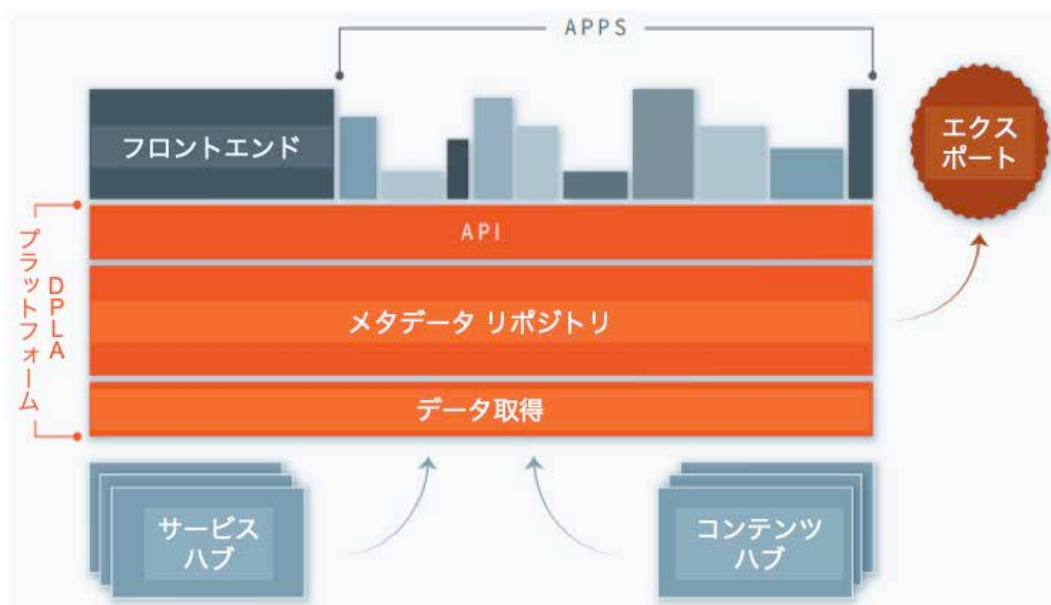 APPS
フロントエンド
エクス
ポート
API
DPLA
プラットフォーム
メタデータ リポジトリ
データ取得
サービス
ハブ
コンテンツ
ハブ